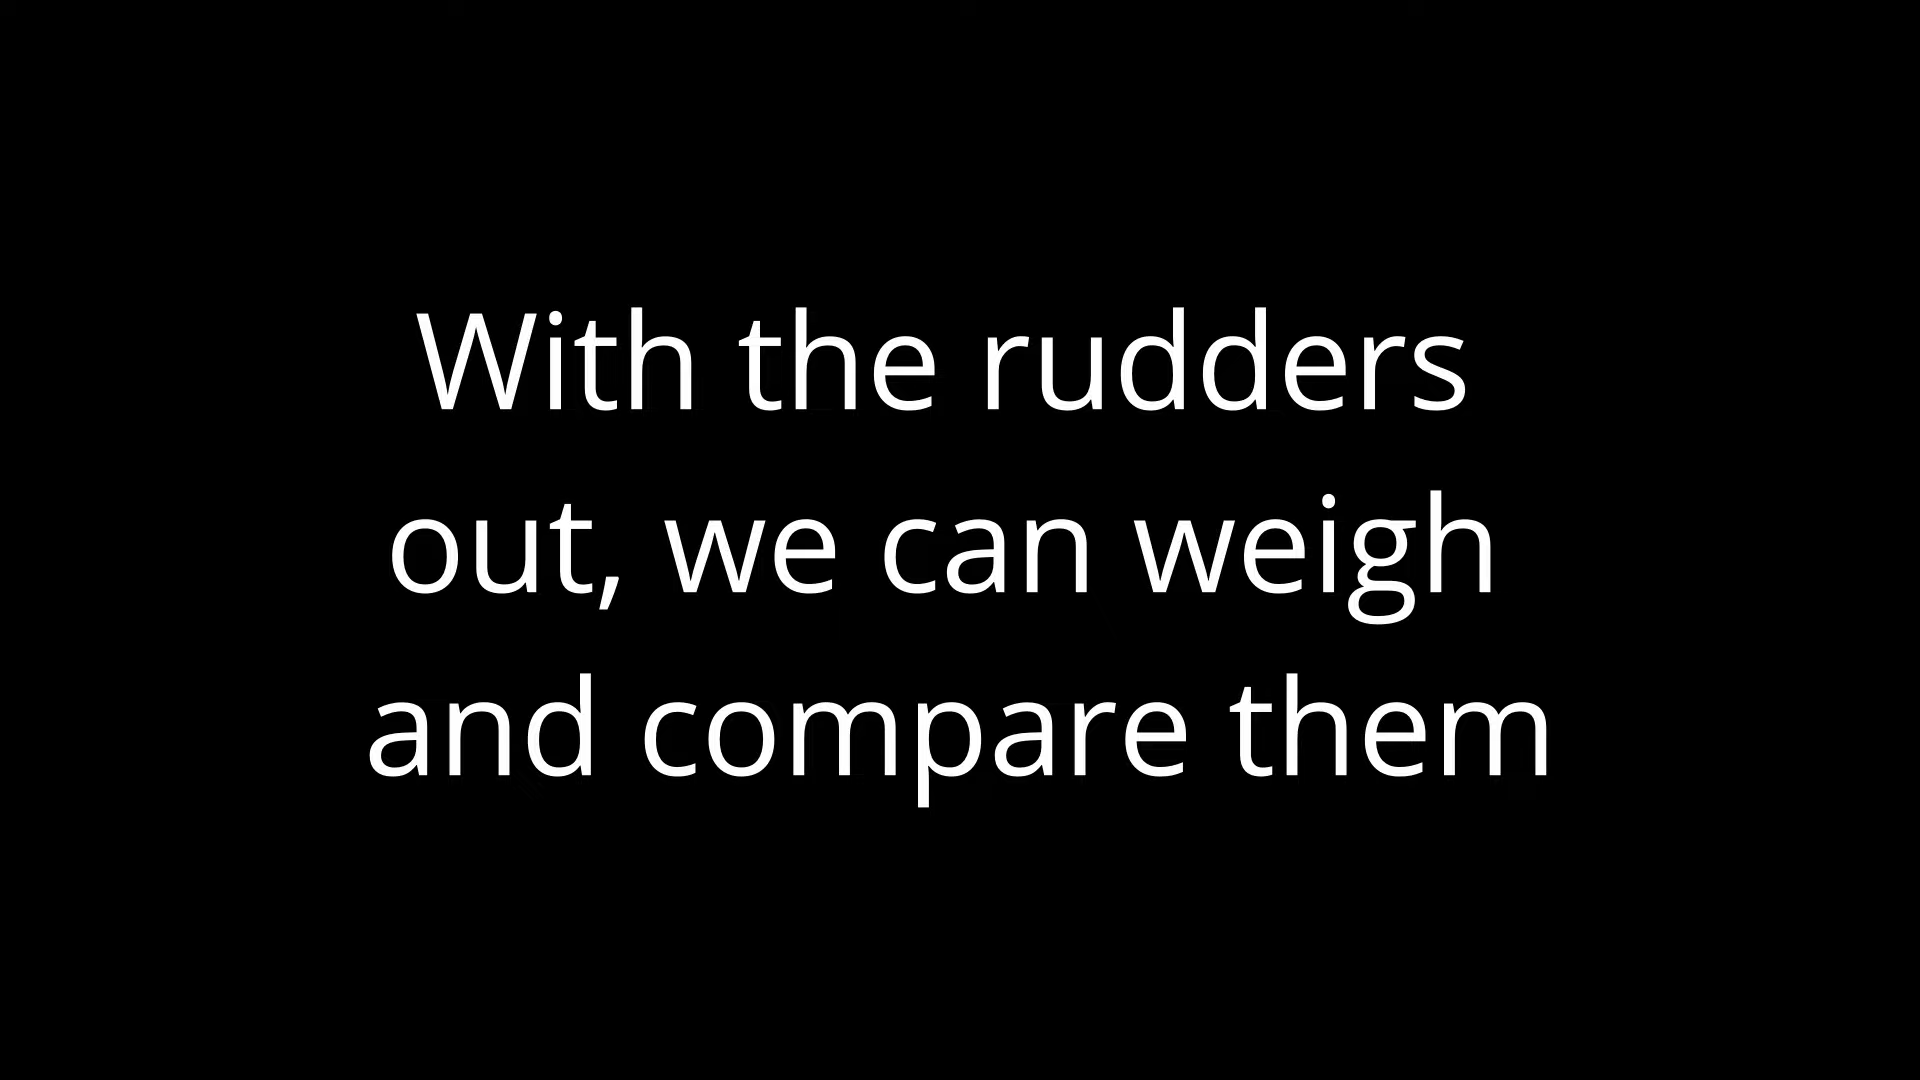 With the rudders
out, we can weigh
and compare them